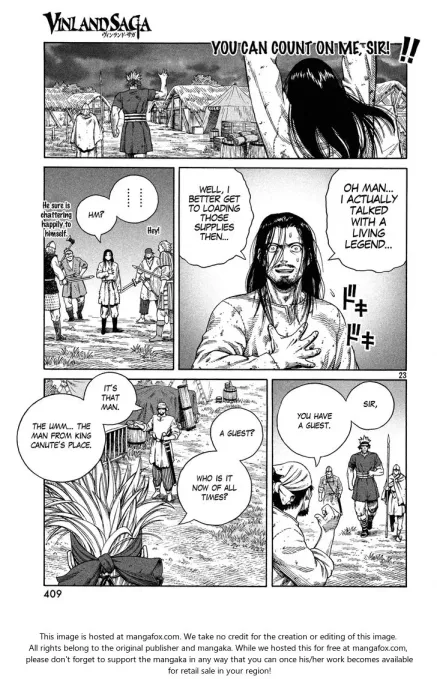 VINLAND SAGA
ヴィンランド・サガ
YOU CAN COUNT ON ME, SIR! !!
OH MAN...
I ACTUALLY
TALKED
WITH A
LIVING
LEGEND...
WELL, I
BETTER GET
TO LOADING
THOSE
SUPPLIES
THEN...
ドキ
ドキ
......
HM?
Hey!
He sure is
chattering
happily to
himself...
23
SIR,
YOU HAVE
A GUEST.
A GUEST?
WHO IS IT
NOW OF ALL
TIMES?
IT'S
THAT
MAN.
THE UMM... THE
MAN FROM KING
CANUTE'S PLACE.
409
This image is hosted at mangafox.com. We take no credit for the creation or editing of this image.
All rights belong to the original publisher and mangaka. While we hosted this for free at mangafox.com,
please don't forget to support the mangaka in any way that you can once his/her work becomes available
for retail sale in your region!